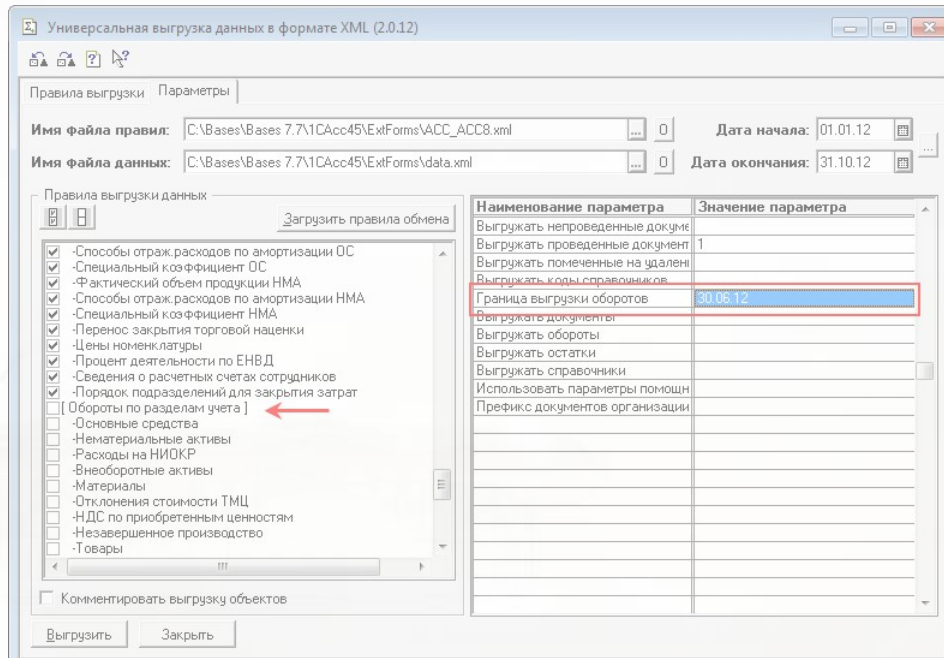 Универсальная выгрузка данных в формате XML (2.0.12)
Правила выгрузки Параметры
Имя файла правил: C:\Bases\Bases 7.7\1CAcc45\ExtForms\ACC_ACC8.xml ... 0 Дата начала: 01.01.12
...
Имя файла данных: C:\Bases\Bases 7.7\1CAcc45\ExtForms\data.xml ... 0 Дата окончания: 31.10.12
Правила выгрузки данных
Загрузить правила обмена
-Способы отраж.расходов по амортизации ОС
-Специальный коэффициент ОС
-Фактический объем продукции НМА
-Способы отраж.расходов по амортизации НМА
-Специальный коэффициент НМА
-Перенос закрытия торговой наценки
-Цены номенклатуры
-Процент деятельности по ЕНВД
-Сведения о расчетных счетах сотрудников
-Порядок подразделений для закрытия затрат
[ Обороты по разделам учета ]
-Основные средства
-Нематериальные активы
-Расходы на НИОКР
-Внеоборотные активы
-Материалы
-Отклонения стоимости ТМЦ
-НДС по приобретенным ценностям
-Незавершенное производство
-Товары
Комментировать выгрузку объектов
Выгрузить Закрыть
Наименование параметра Значение параметра
Выгружать непроведенные докуме
Выгружать проведенные документ 1
Выгружать помеченные на удалени
Выгружать коды справочников
Граница выгрузки оборотов 30.06.12
Выгружать документы
Выгружать обороты
Выгружать остатки
Выгружать справочники
Использовать параметры помощн
Префикс документов организации